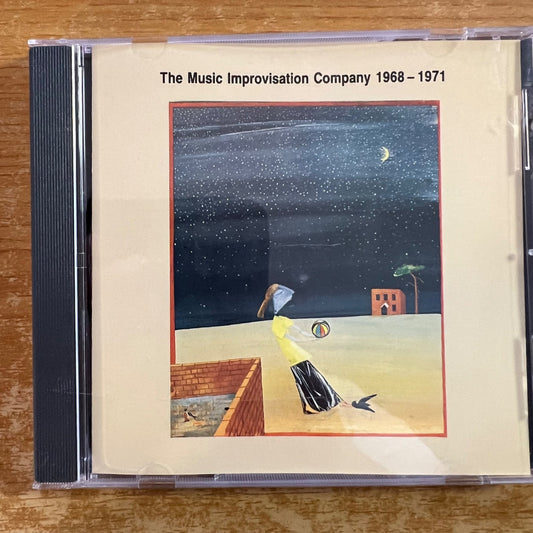 The Music Improvisation Company 1968 – 1971